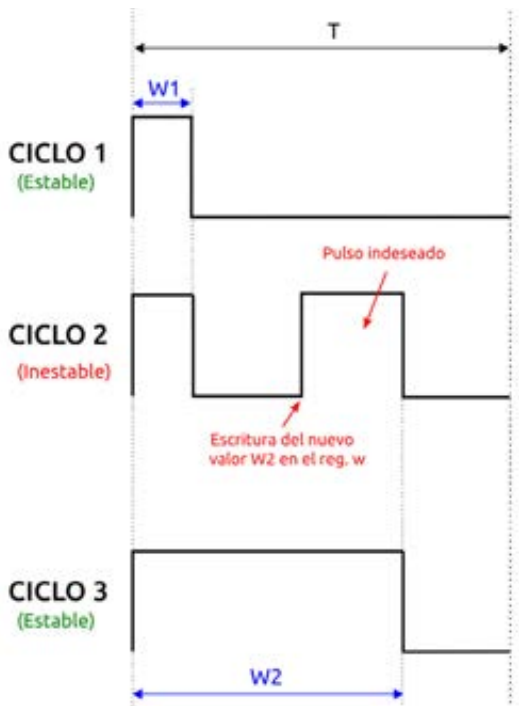 T
W1
CICLO 1
(Estable)
Pulso indeseado
CICLO 2
(Inestable)
Escritura del nuevo
valor W2 en el reg. w
CICLO 3
(Estable)
W2